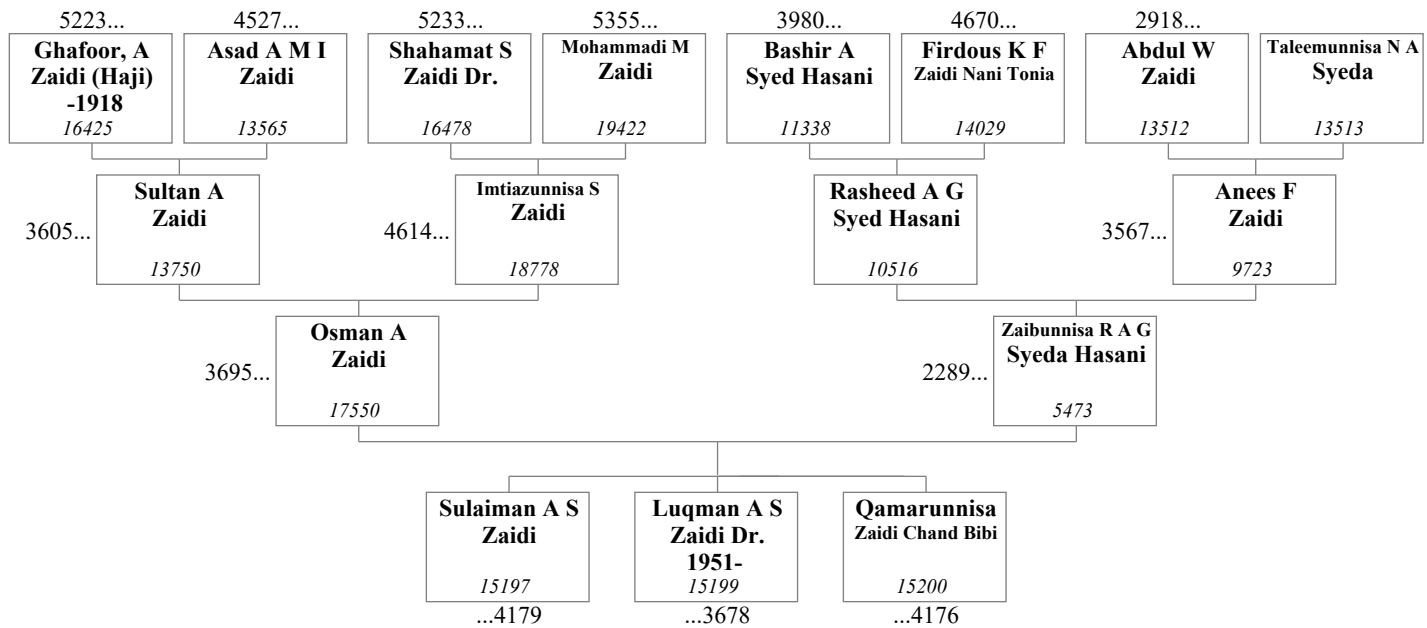 5223...
4527...
5233...
5355...
3980...
4670...
2918...
Ghafoor, A
Zaidi (Haji)
-1918
16425
Asad A M I
Zaidi
13565
Shahamat S
Zaidi Dr.
16478
Mohammadi M
Zaidi
19422
Bashir A
Syed Hasani
11338
Firdous K F
Zaidi Nani Tonia
14029
Abdul W
Zaidi
13512
Taleemunnisa N A
Syeda
13513
3605...
Sultan A
Zaidi
13750
4614...
Imtiazunnisa S
Zaidi
18778
Rasheed A G
Syed Hasani
10516
3567...
Anees F
Zaidi
9723
3695...
Osman A
Zaidi
17550
2289...
Zaibunnisa R A G
Syeda Hasani
5473
Sulaiman A S
Zaidi
15197
...4179
Luqman A S
Zaidi Dr.
1951-
15199
...3678
Qamarunnisa
Zaidi Chand Bibi
15200
...4176